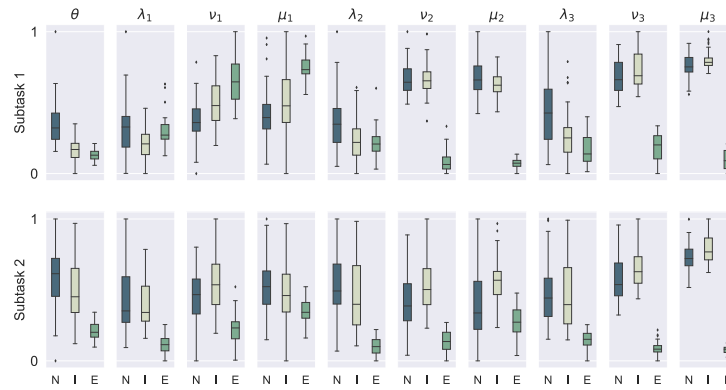 θ λ₁ ν₁ μ₁ λ₂ ν₂ μ₂ λ₃ ν₃ μ₃
1
Subtask 1
0
1
Subtask 2
0
N I E N I E N I E N I E N I E N I E N I E N I E N I E N I E